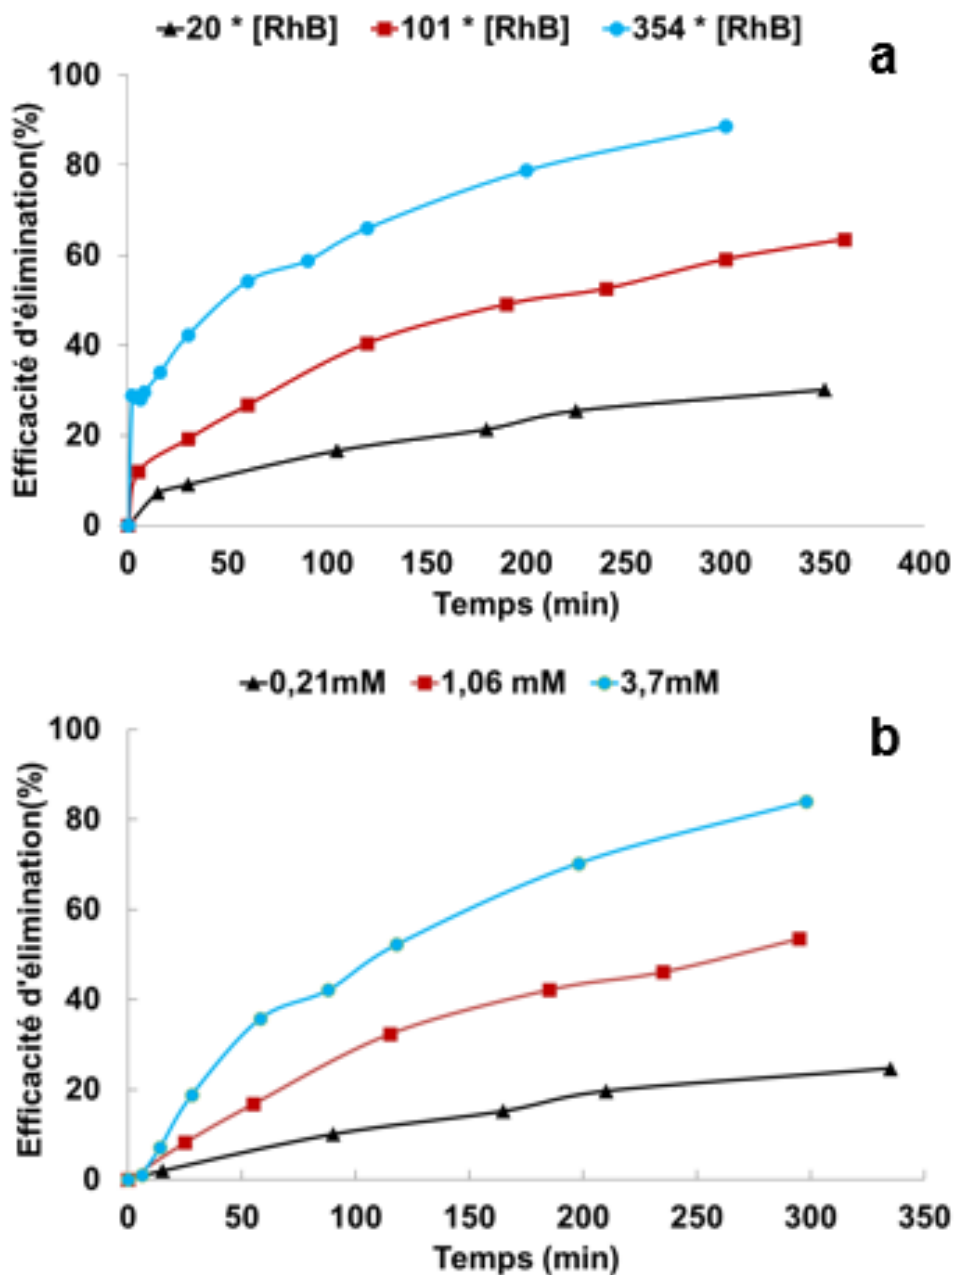 20 * [RhB] 101 * [RhB] 354 * [RhB]
a
100
80
60
40
20
0
Efficacité d'élimination(%)
0 50 100 150 200 250 300 350 400
Temps (min)
0,21mM 1,06 mM 3,7mM
b
100
80
60
40
20
0
Efficacité d'élimination(%)
0 50 100 150 200 250 300 350
Temps (min)